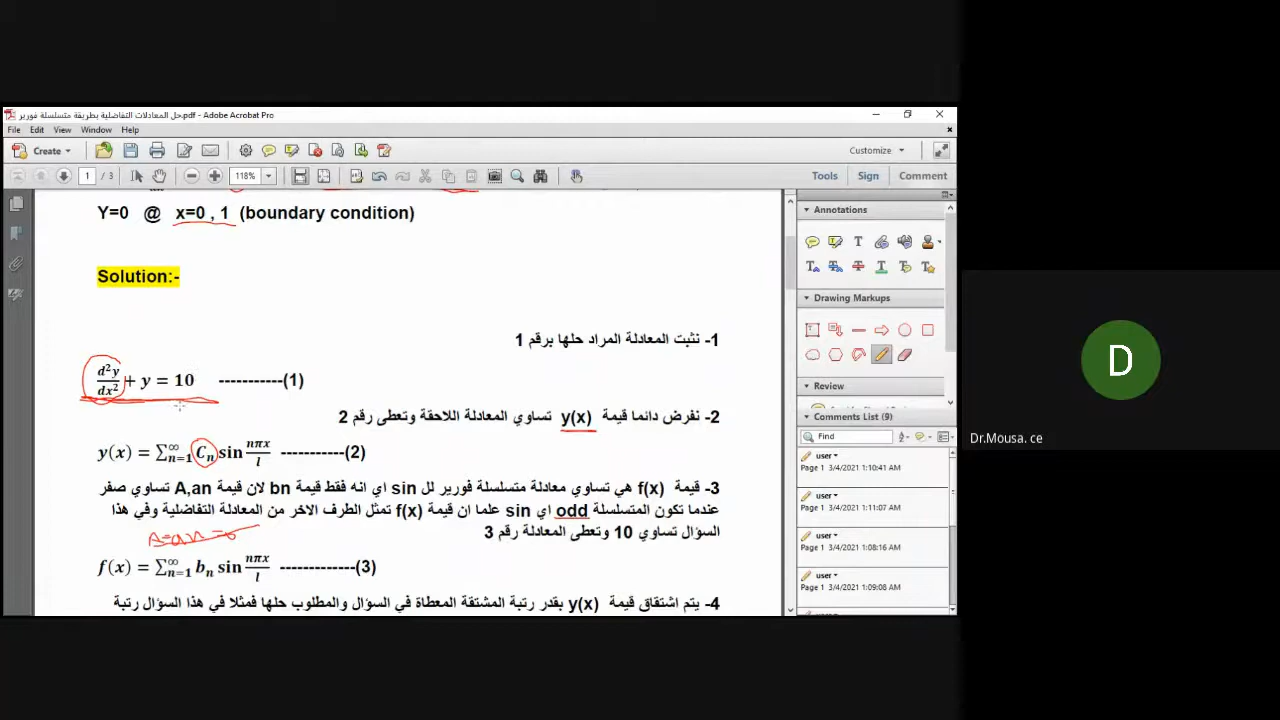 حل المعادلات التفاضلية بطريقة متسلسلة فورير.pdf - Adobe Acrobat Pro
File Edit View Window Help
Create Customize
1 / 3 118% Tools Sign Comment
Y=0 @ x=0 , 1 (boundary condition)
Solution:-
1- نثبت المعادلة المراد حلها برقم 1
d²y/dx² + y = 10 -----------(1)
2- نفرض دائما قيمة y(x) تساوي المعادلة اللاحقة وتعطى رقم 2
y(x) = ∑_{n=1}^{∞} C_n sin nπx/l -----------(2)
3- قيمة f(x) هي تساوي معادلة متسلسلة فورير لل sin اي انه فقط قيمة bn لان قيمة A,an تساوي صفر
عندما تكون المتسلسلة odd اي sin علما ان قيمة f(x) تمثل الطرف الاخر من المعادلة التفاضلية وفي هذا
السؤال تساوي 10 وتعطى المعادلة رقم 3
A=an=0
f(x) = ∑_{n=1}^{∞} b_n sin nπx/l -------------(3)
4- يتم اشتقاق قيمة y(x) بقدر رتبة المشتقة المعطاة في السؤال والمطلوب حلها فمثلا في هذا السؤال رتبة
Annotations
Drawing Markups
Review
Comments List (9)
Find
user
Page 1 3/4/2021 1:10:41 AM
user
Page 1 3/4/2021 1:11:07 AM
user
Page 1 3/4/2021 1:08:16 AM
user
Page 1 3/4/2021 1:09:08 AM
D
Dr.Mousa. ce